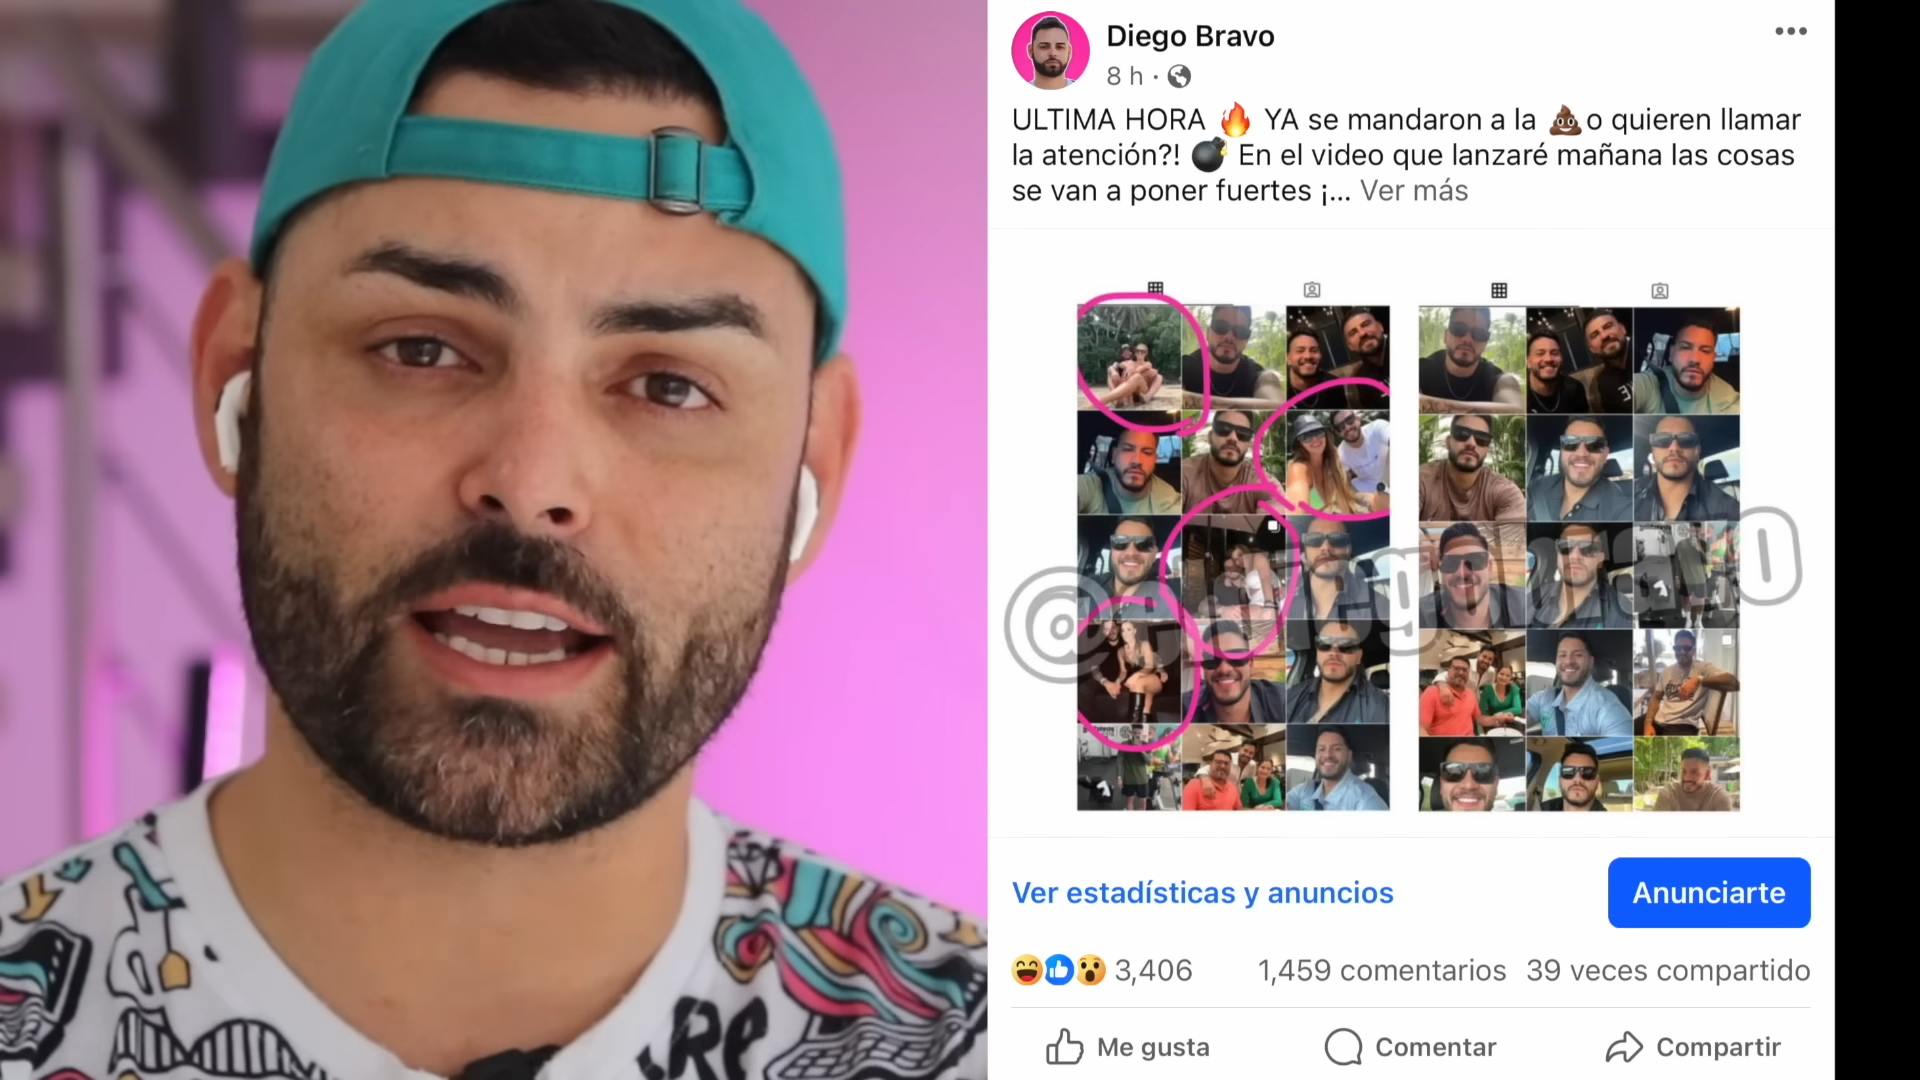 Diego Bravo
8 h ·
ULTIMA HORA 🔥 YA se mandaron a la 💩 o quieren llamar
la atención?! 💣 En el video que lanzaré mañana las cosas
se van a poner fuertes ¡... Ver más
Ver estadísticas y anuncios
Anunciarte
3,406
1,459 comentarios
39 veces compartido
Me gusta
Comentar
Compartir